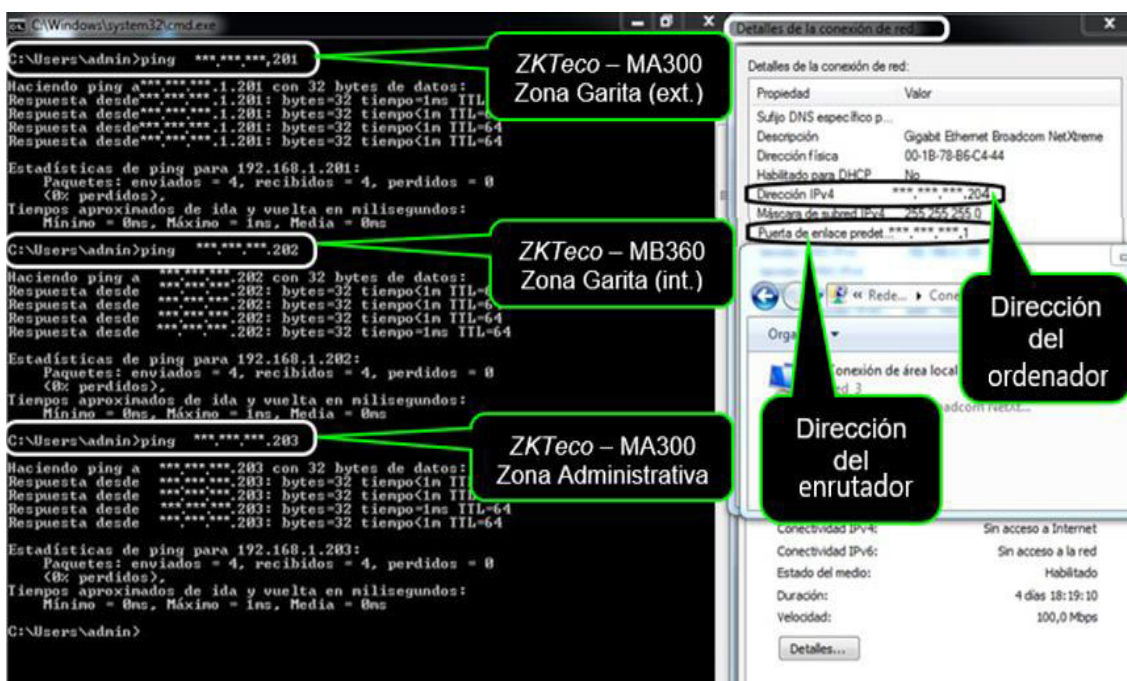 C:\Windows\system32\cmd.exe
C:\Users\admin>ping ***.***.***,201
Haciendo ping a ***.***.***.1.201 con 32 bytes de datos:
Respuesta desde ***.***.***.1.201: bytes=32 tiempo=1ms TTL
Respuesta desde ***.***.***.1.201: bytes=32 tiempo<1m TTL=
Respuesta desde ***.***.***.1.201: bytes=32 tiempo<1m TTL=64
Respuesta desde ***.***.***.1.201: bytes=32 tiempo<1m TTL=64
Estadísticas de ping para 192.168.1.201:
Paquetes: enviados = 4, recibidos = 4, perdidos = 0
(0% perdidos),
Tiempos aproximados de ida y vuelta en milisegundos:
Mínimo = 0ms, Máximo = 1ms, Media = 0ms
C:\Users\admin>ping ***.***.***.202
Haciendo ping a ***.***.***.202 con 32 bytes de datos:
Respuesta desde ***.***.***.202: bytes=32 tiempo<1m TTL=
Respuesta desde ***.***.***.202: bytes=32 tiempo<1m TTL=64
Respuesta desde ***.***.***.202: bytes=32 tiempo<1m TTL=64
Respuesta desde ***.***.***.202: bytes=32 tiempo=1ms TTL=64
Estadísticas de ping para 192.168.1.202:
Paquetes: enviados = 4, recibidos = 4, perdidos = 0
(0% perdidos),
Tiempos aproximados de ida y vuelta en milisegundos:
Mínimo = 0ms, Máximo = 1ms, Media = 0ms
C:\Users\admin>ping ***.***.***.203
Haciendo ping a ***.***.***.203 con 32 bytes de datos:
Respuesta desde ***.***.***.203: bytes=32 tiempo<1m TTL
Respuesta desde ***.***.***.203: bytes=32 tiempo<1m TTL=
Respuesta desde ***.***.***.203: bytes=32 tiempo=1ms TTL=64
Respuesta desde ***.***.***.203: bytes=32 tiempo<1m TTL=64
Estadísticas de ping para 192.168.1.203:
Paquetes: enviados = 4, recibidos = 4, perdidos = 0
(0% perdidos),
Tiempos aproximados de ida y vuelta en milisegundos:
Mínimo = 0ms, Máximo = 1ms, Media = 0ms
C:\Users\admin>
ZKTeco – MA300
Zona Garita (ext.)
ZKTeco – MB360
Zona Garita (int.)
ZKTeco – MA300
Zona Administrativa
Detalles de la conexión de red
Detalles de la conexión de red:
Propiedad Valor
Sufijo DNS específico p...
Descripción Gigabit Ethernet Broadcom NetXtreme
Dirección física 00-1B-78-B6-C4-44
Habilitado para DHCP No
Dirección IPv4 ***.***.***.204
Máscara de subred IPv4 255.255.255.0
Puerta de enlace predet... ***.***.***.1
« Rede... Cone
Orga
onexión de área local
ed 3
adcom NetXt...
Dirección
del
ordenador
Dirección
del
enrutador
Conectividad IPv4: Sin acceso a Internet
Conectividad IPv6: Sin acceso a la red
Estado del medio: Habilitado
Duración: 4 días 18:19:10
Velocidad: 100,0 Mbps
Detalles...